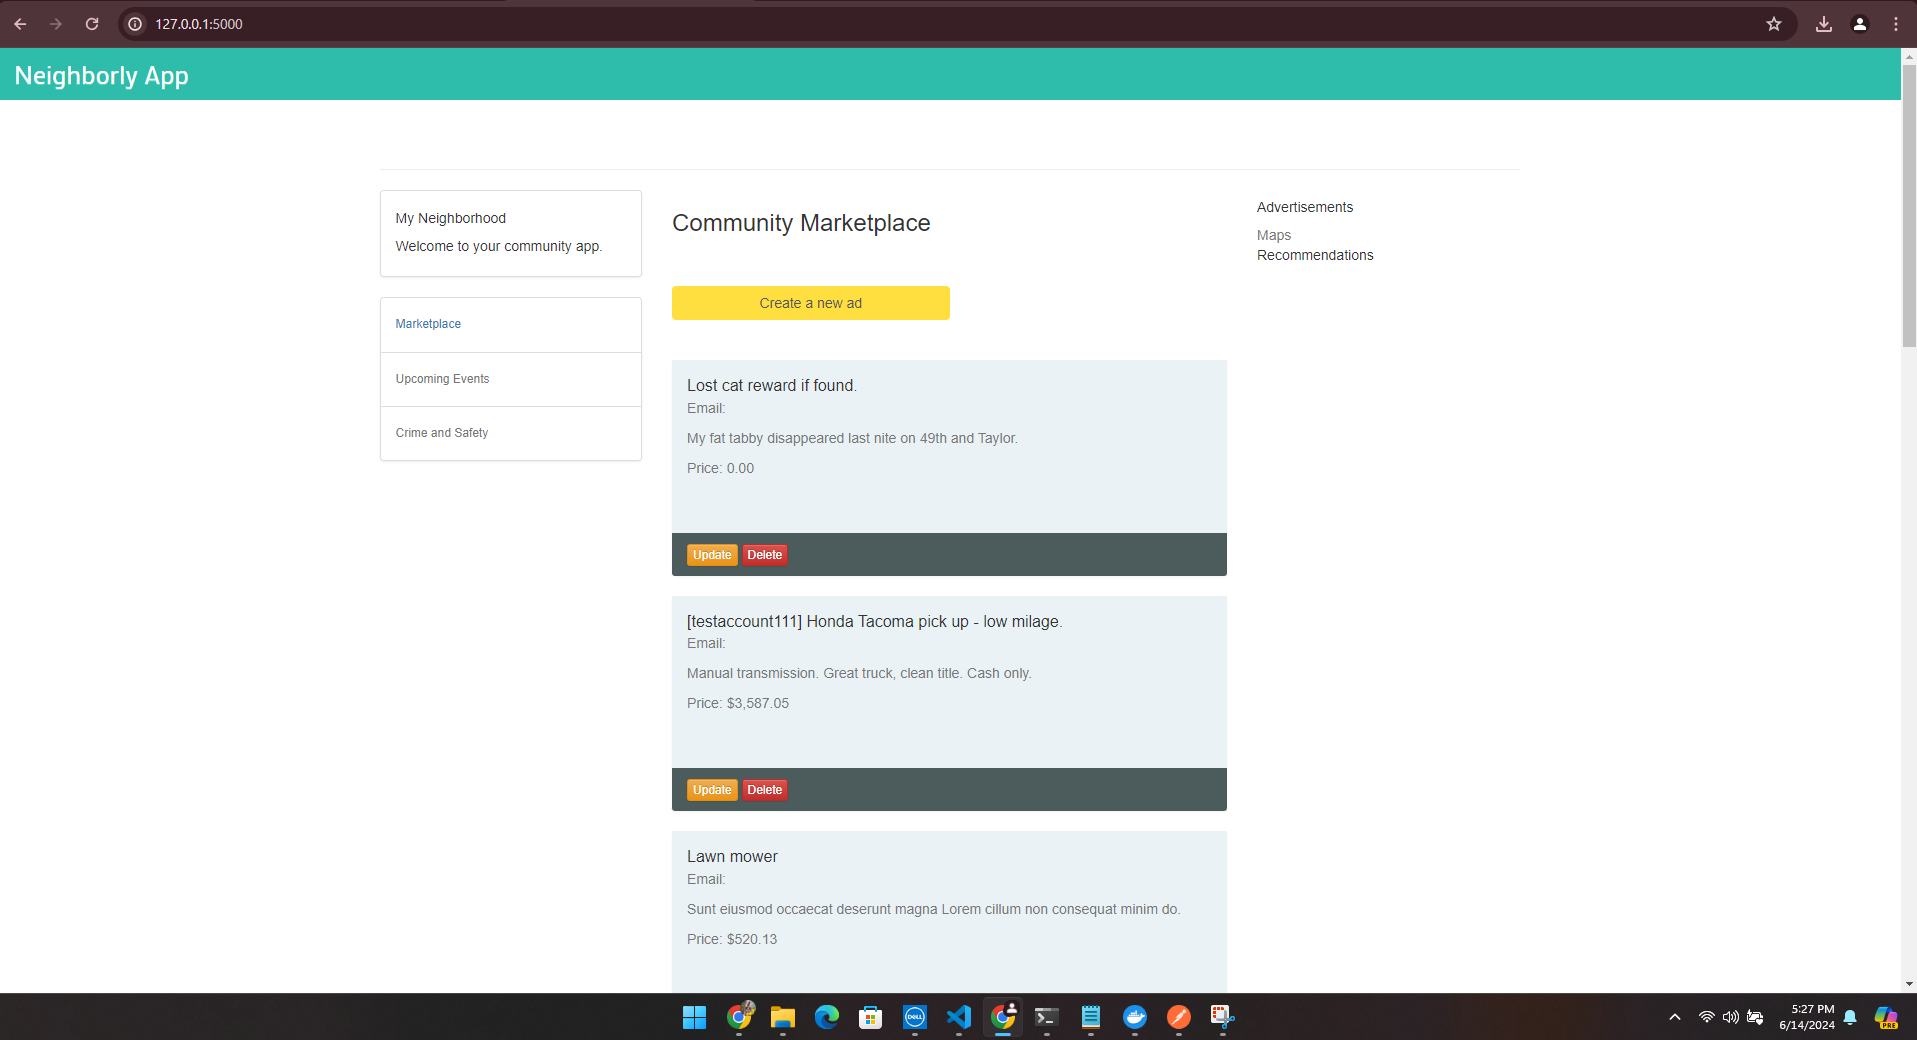 127.0.0.1:5000
Neighborly App
My Neighborhood
Welcome to your community app.
Marketplace
Upcoming Events
Crime and Safety
Community Marketplace
Create a new ad
Lost cat reward if found.
Email:
My fat tabby disappeared last nite on 49th and Taylor.
Price: 0.00
Update Delete
[testaccount111] Honda Tacoma pick up - low milage.
Email:
Manual transmission. Great truck, clean title. Cash only.
Price: $3,587.05
Update Delete
Lawn mower
Email:
Sunt eiusmod occaecat deserunt magna Lorem cillum non consequat minim do.
Price: $520.13
Advertisements
Maps
Recommendations
DELL
5:27 PM
6/14/2024
PRE